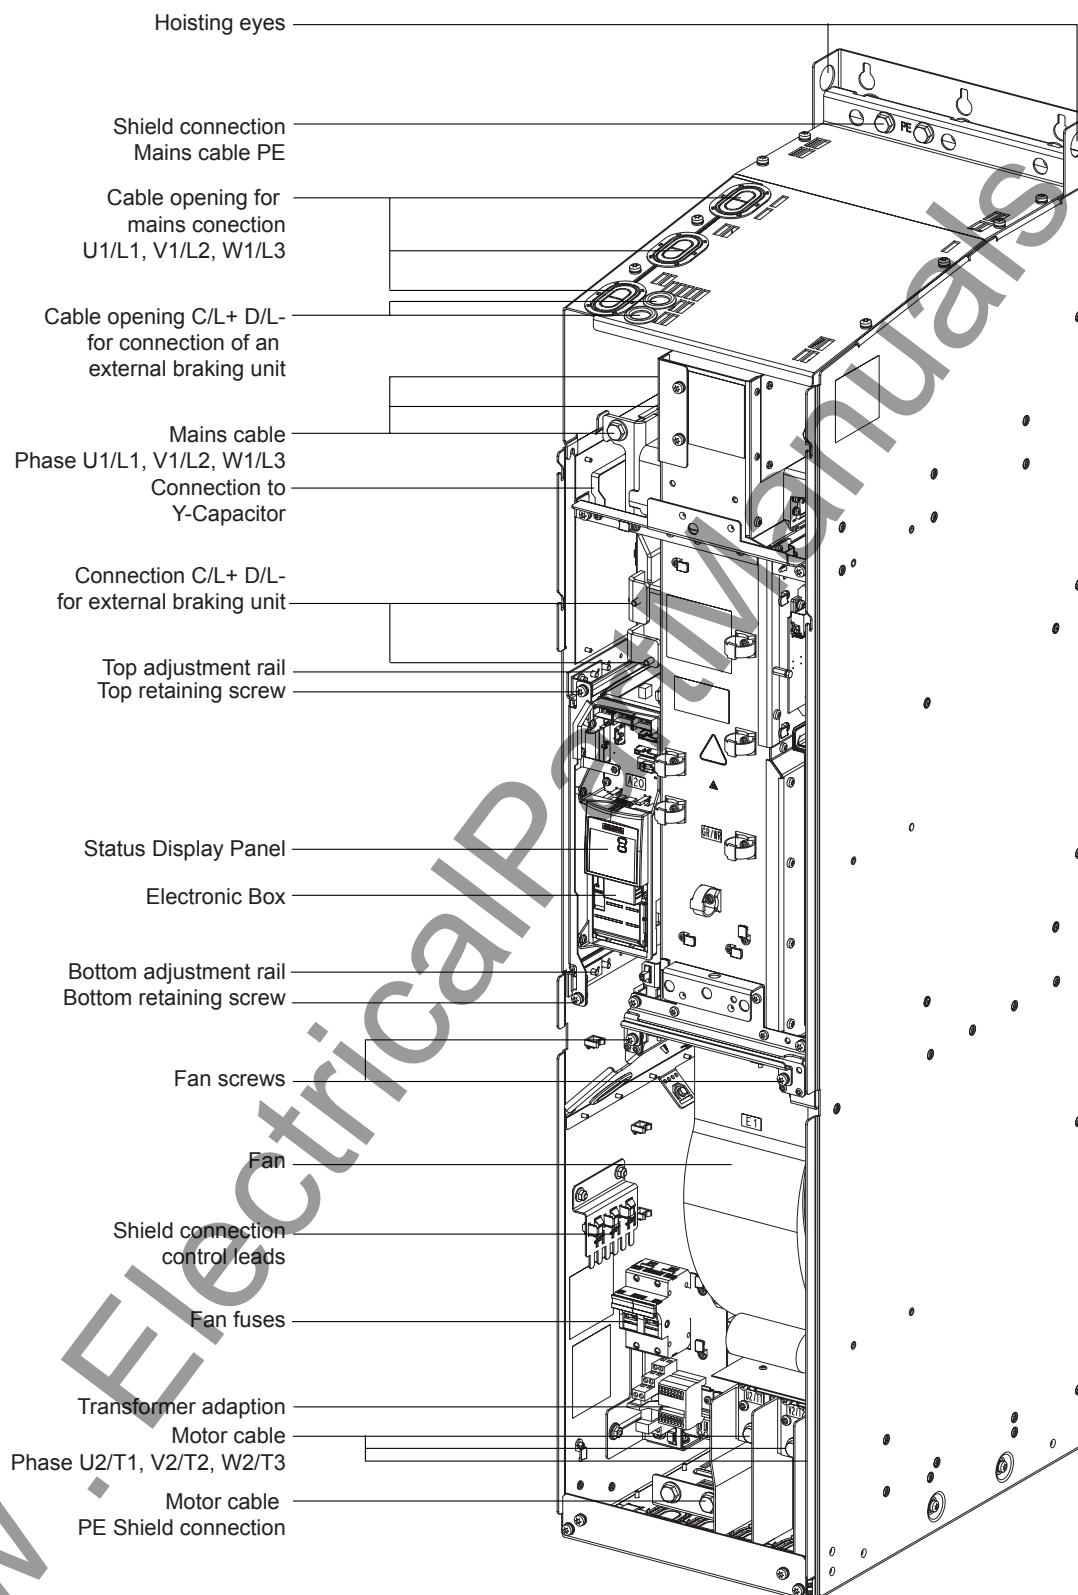 Hoisting eyes
Shield connection
Mains cable PE
PE
Cable opening for
mains conection
U1/L1, V1/L2, W1/L3
Cable opening C/L+ D/L-
for connection of an
external braking unit
Mains cable
Phase U1/L1, V1/L2, W1/L3
Connection to
Y-Capacitor
Connection C/L+ D/L-
for external braking unit
Top adjustment rail
Top retaining screw
A20
Status Display Panel
Electronic Box
Bottom adjustment rail
Bottom retaining screw
Fan screws
E1
Fan
Shield connection
control leads
Fan fuses
Transformer adaption
Motor cable
Phase U2/T1, V2/T2, W2/T3
Motor cable
PE Shield connection
w . ElectricalPartManuals